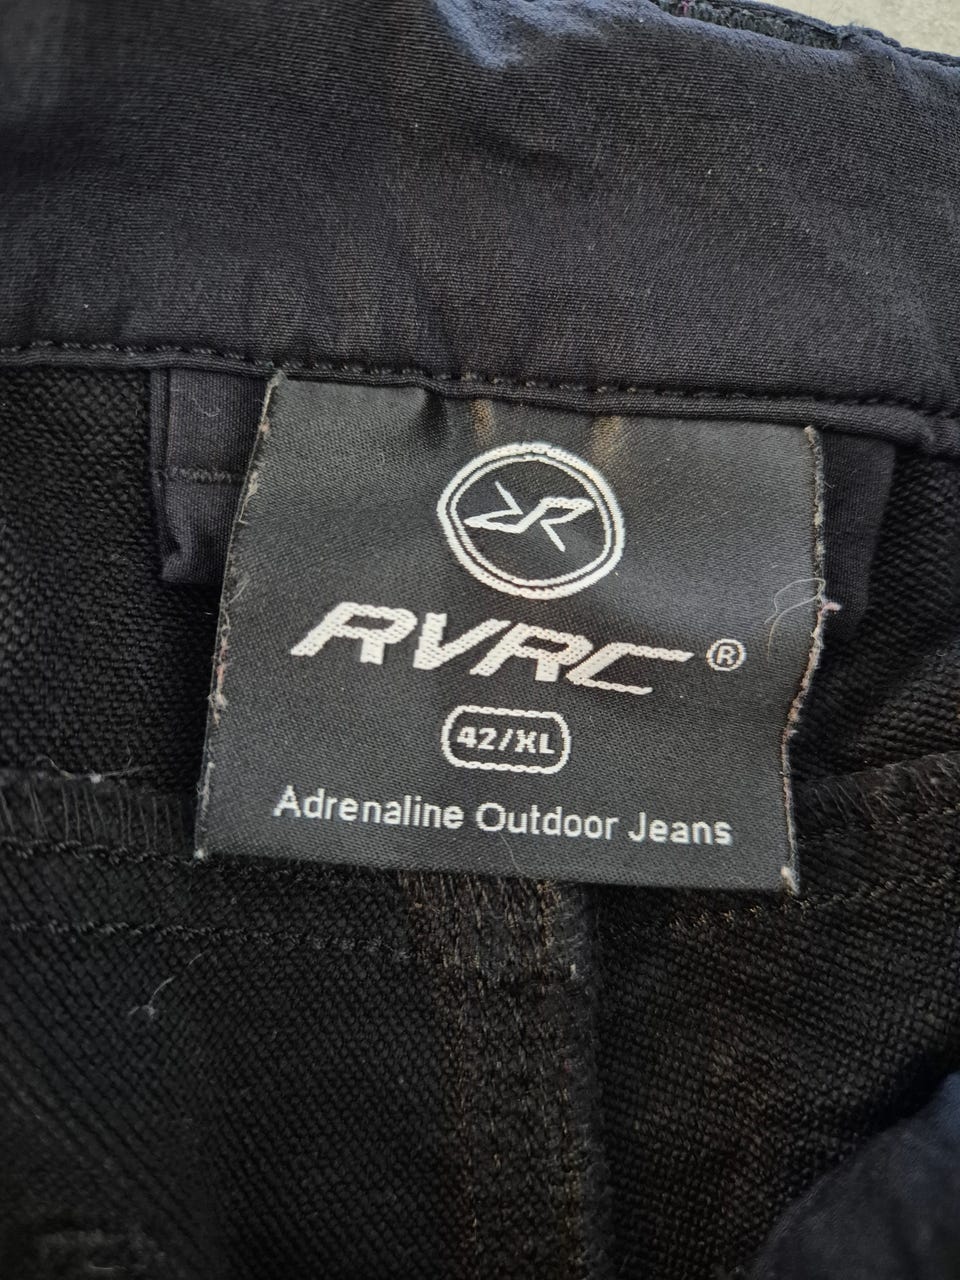 RVRC®
42/XL
Adrenaline Outdoor Jeans